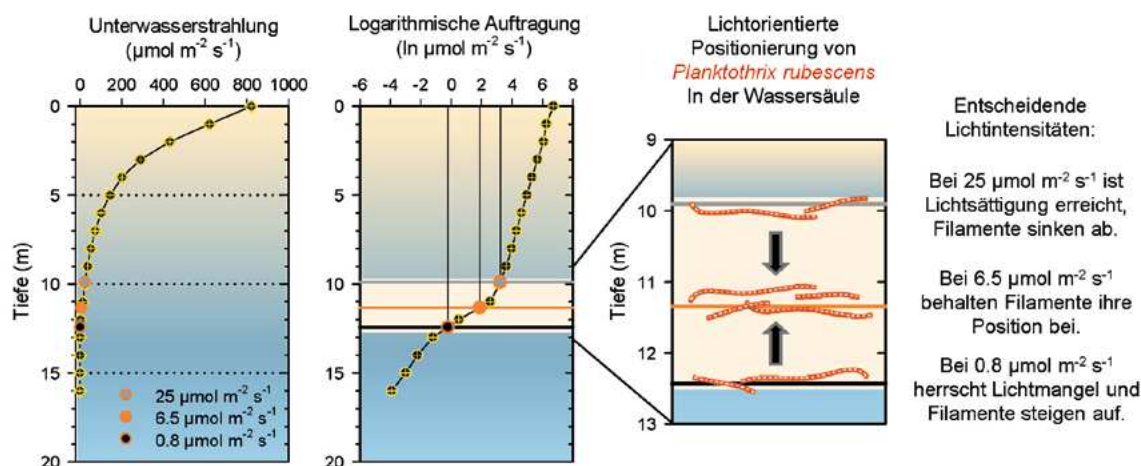 Unterwasserstrahlung
(µmol m⁻² s⁻¹)
0 200 400 600 800 1000
Tiefe (m)
0
5
10
15
20
25 µmol m⁻² s⁻¹
6.5 µmol m⁻² s⁻¹
0.8 µmol m⁻² s⁻¹
Logarithmische Auftragung
(ln µmol m⁻² s⁻¹)
-6 -4 -2 0 2 4 6 8
Tiefe (m)
0
5
10
15
20
Lichtorientierte
Positionierung von
Planktothrix rubescens
In der Wassersäule
Tiefe (m)
9
10
11
12
13
Entscheidende
Lichtintensitäten:
Bei 25 µmol m⁻² s⁻¹ ist
Lichtsättigung erreicht,
Filamente sinken ab.
Bei 6.5 µmol m⁻² s⁻¹
behalten Filamente ihre
Position bei.
Bei 0.8 µmol m⁻² s⁻¹
herrscht Lichtmangel und
Filamente steigen auf.